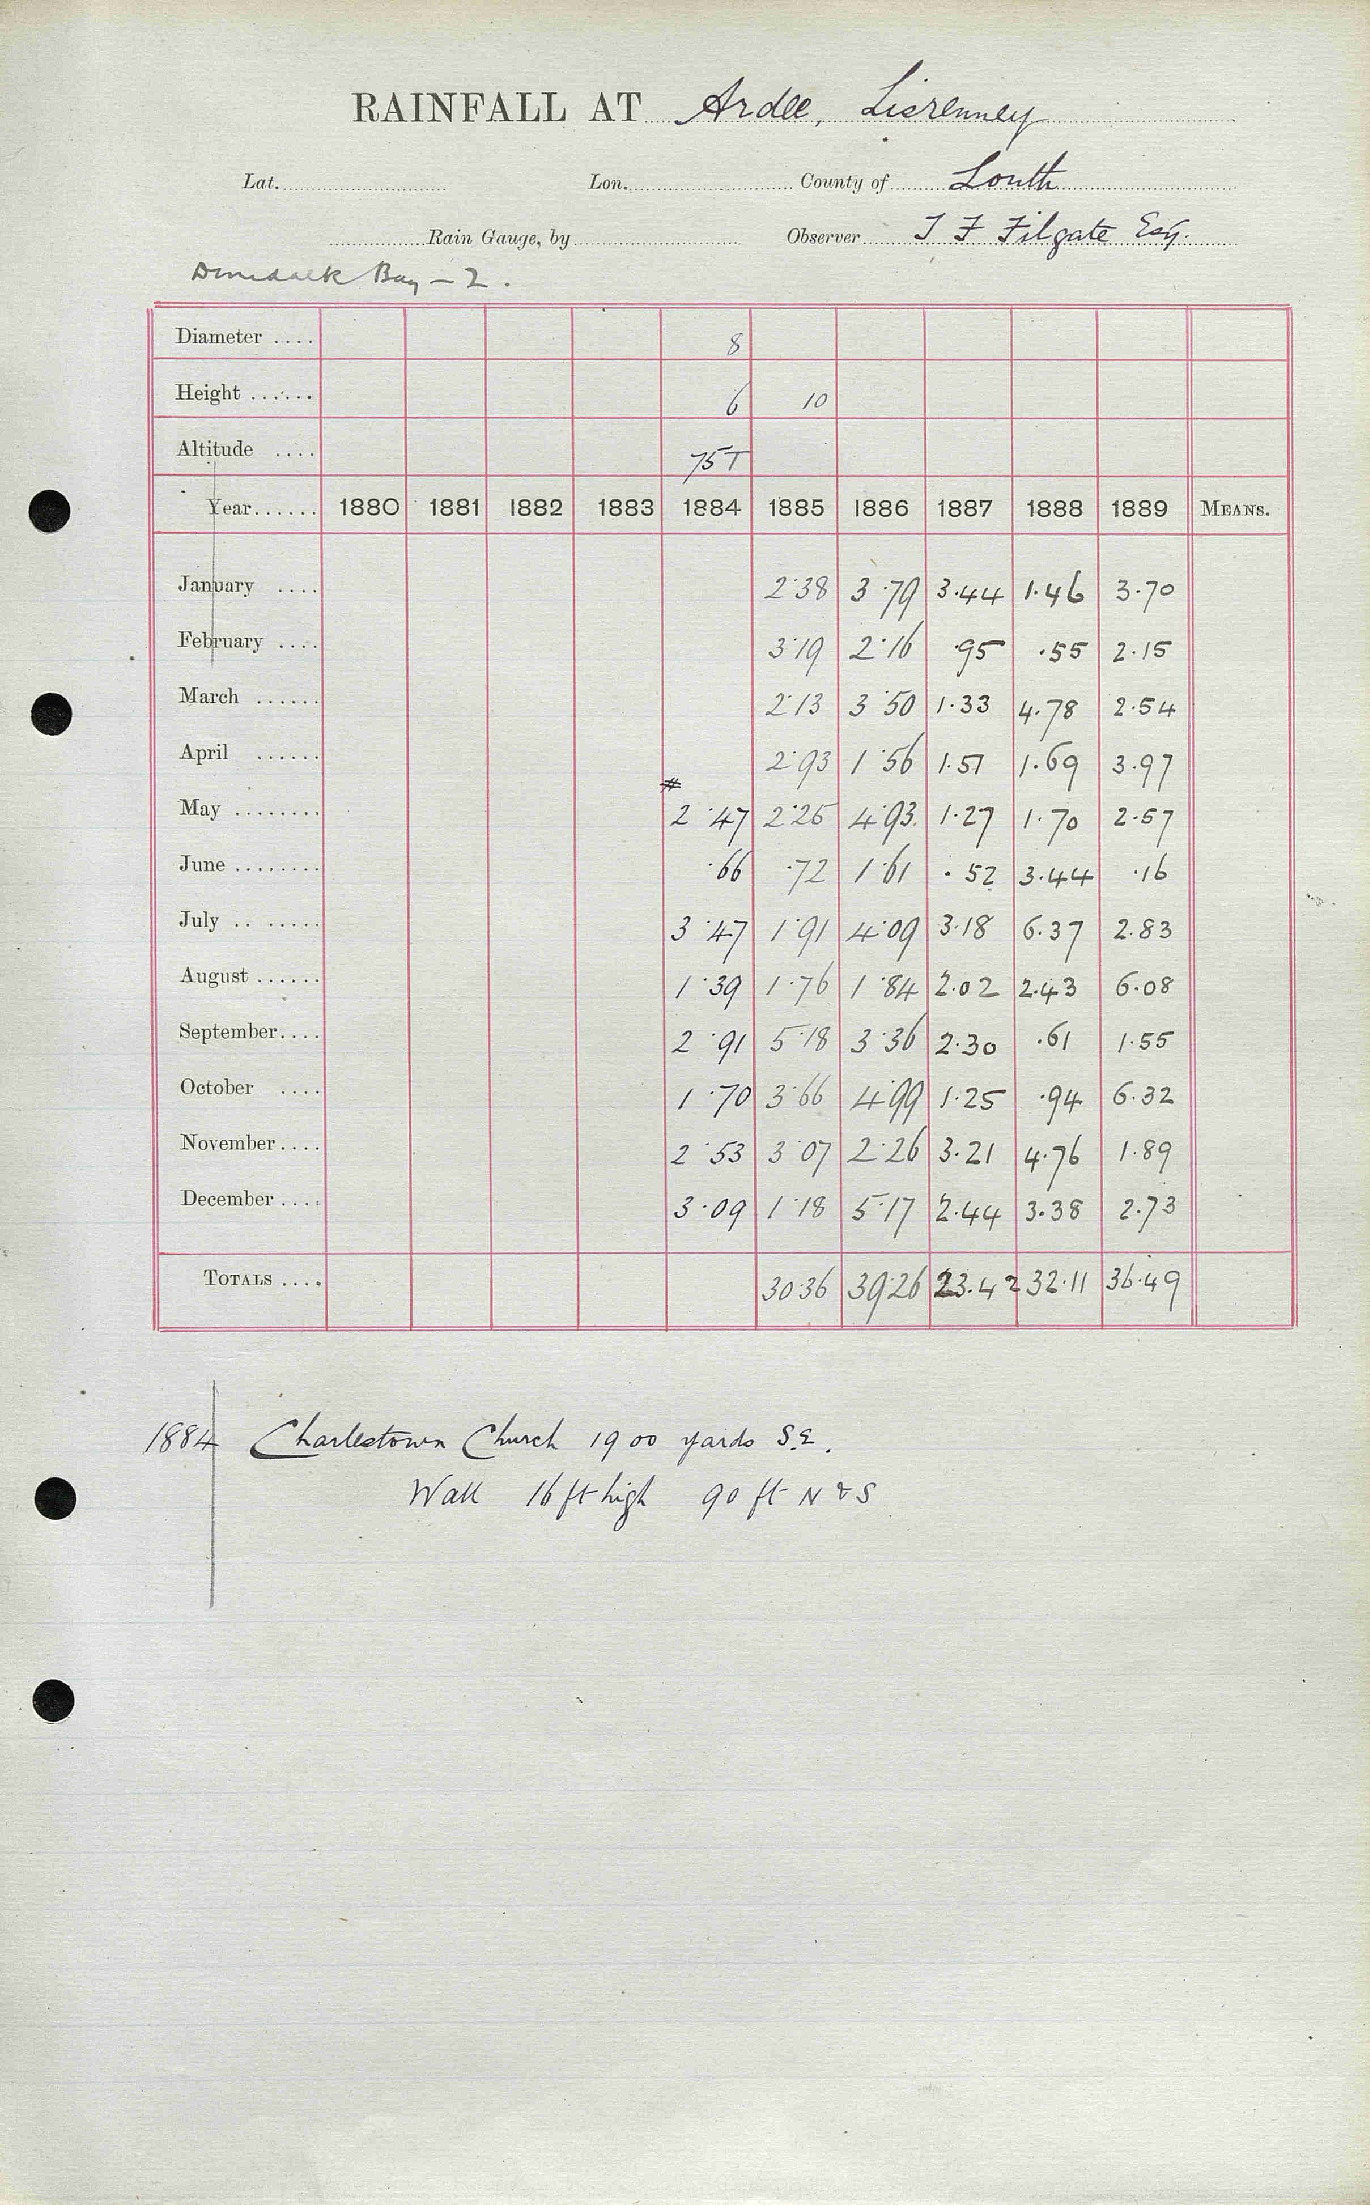 RAINFALL AT Ardee, Lisrenney
Lat. Lon. County of Louth
Rain Gauge, by Observer T F Filgate Esq.
Dundalk Bay – 2.
Diameter .... 8
Height ...... 6 10
Altitude .... 75T
Year...... 1880 1881 1882 1883 1884 1885 1886 1887 1888 1889 MEANS.
January .... 2.38 3.79 3.44 1.46 3.70
February .... 3.19 2.16 .95 .55 2.15
March ...... 2.13 3.50 1.33 4.78 2.54
April ...... 2.93 1.56 1.51 1.69 3.97
#
May ........ 2.47 2.25 4.93 1.27 1.70 2.57
June ........ .66 .72 1.61 .52 3.44 .16
July .. ..... 3.47 1.91 4.09 3.18 6.37 2.83
August ...... 1.39 1.76 1.84 2.02 2.43 6.08
September.... 2.91 5.18 3.36 2.30 .61 1.55
October .... 1.70 3.66 4.99 1.25 .94 6.32
November.... 2.53 3.07 2.26 3.21 4.76 1.89
December .... 3.09 1.18 5.17 2.44 3.38 2.73
TOTALS .... 30.36 39.26 23.42 32.11 36.49
1884 Charlestown Church 1900 yards S.E.
Wall 16 ft high 90 ft N & S